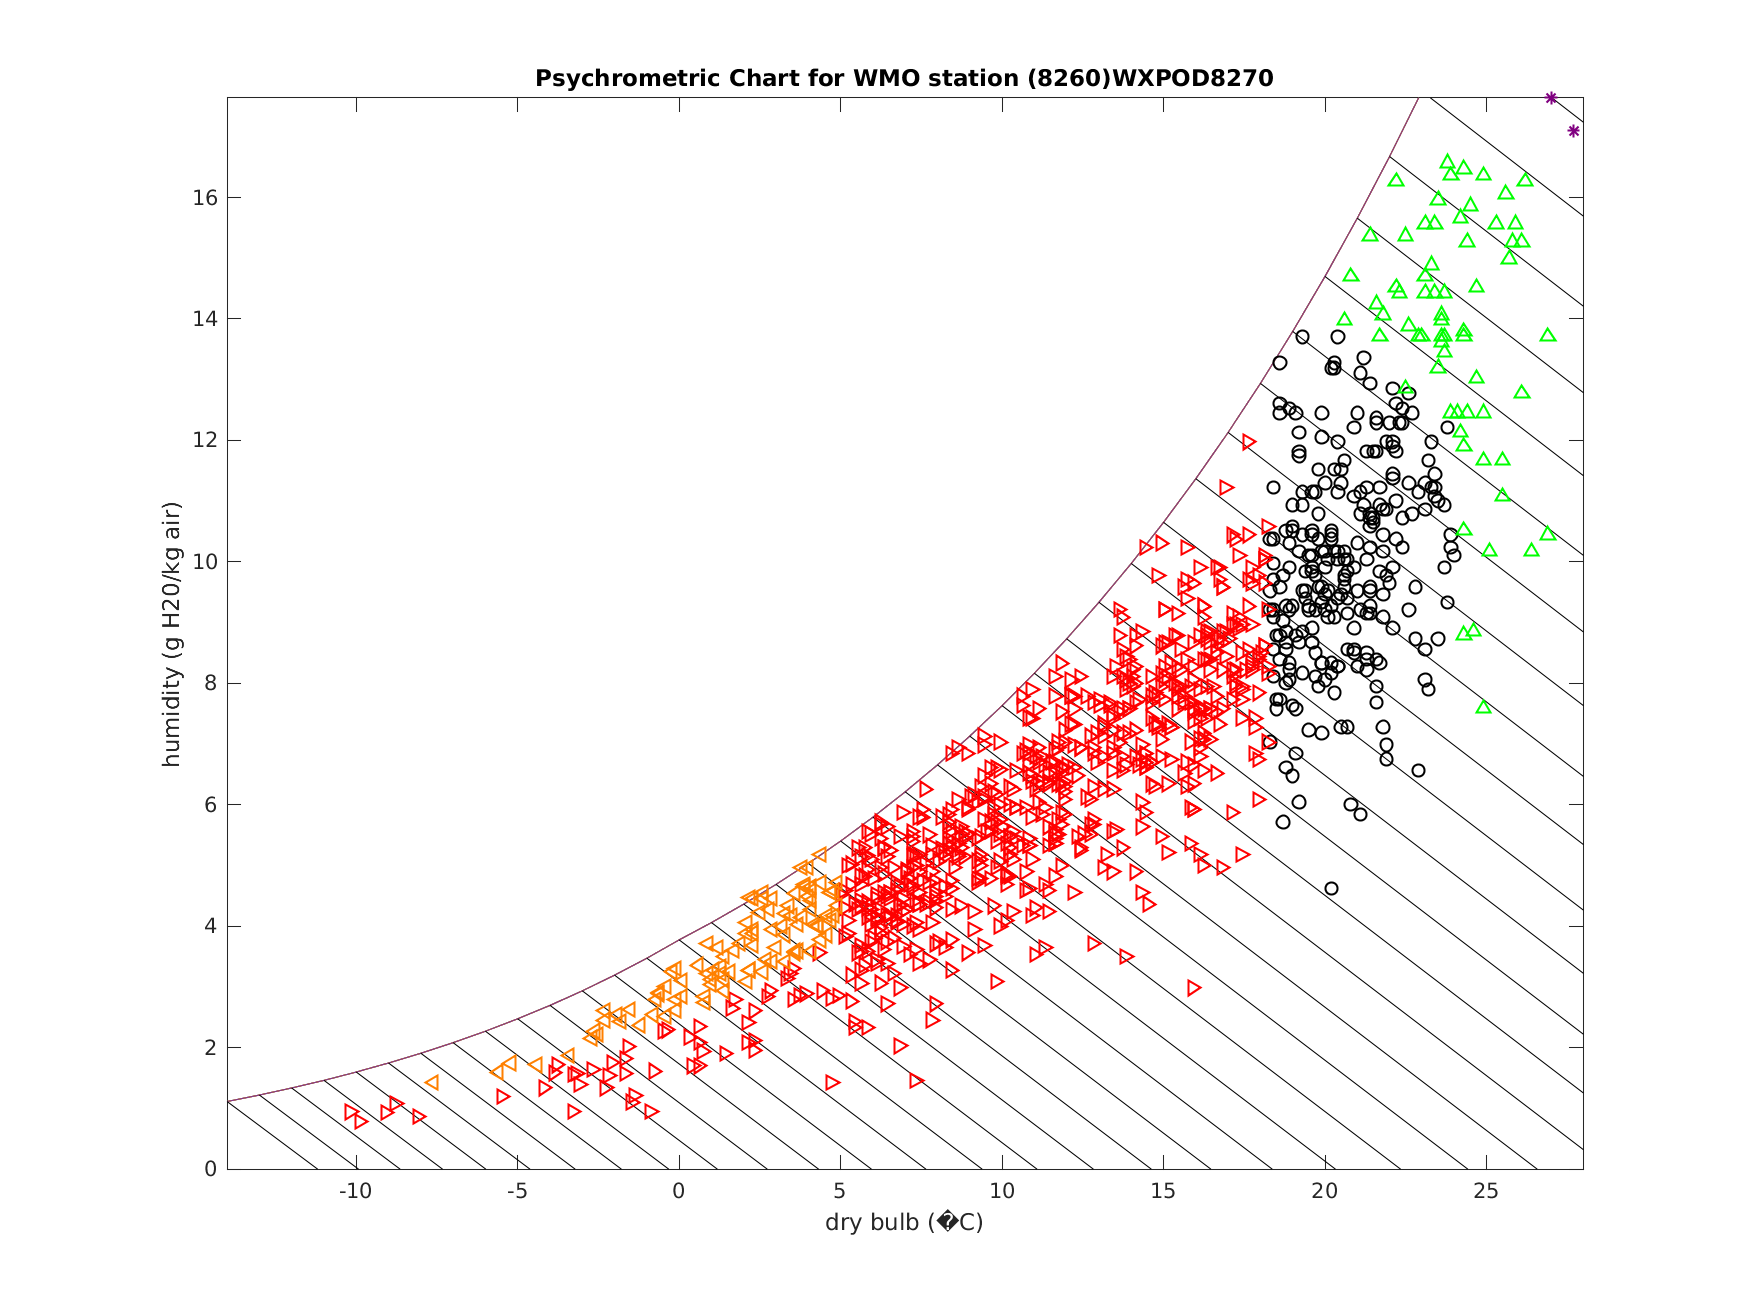 Psychrometric Chart for WMO station (8260)WXPOD8270
humidity (g H20/kg air)
16
14
12
10
8
6
4
2
0
-10 -5 0 5 10 15 20 25
dry bulb (�C)